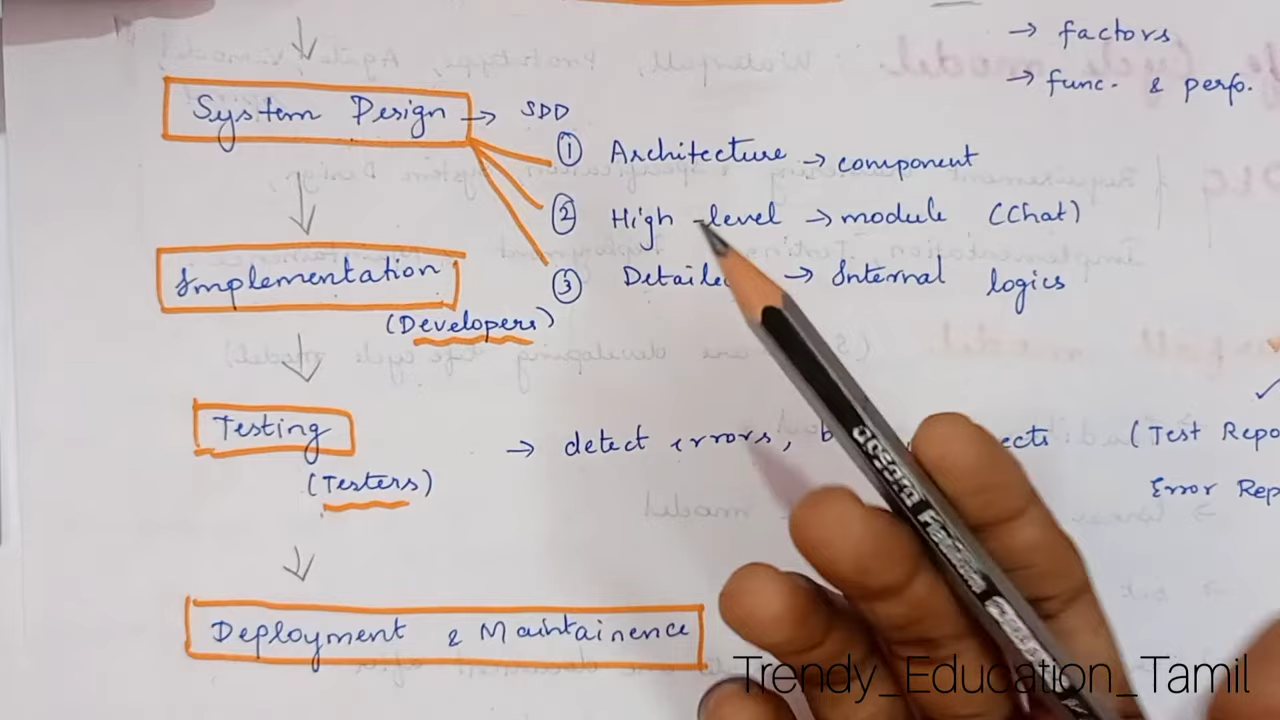 → factors
→ func. & perfo.
System Design → SDD
① Architecture → component
② High-level → module (Chat)
③ Detailed → Internal logics
Implementation
(Developers)
Testing → detect errors, (Test Repo
(Testers) Error Rep
Deployment & Maintainence
Trendy_Education_Tamil